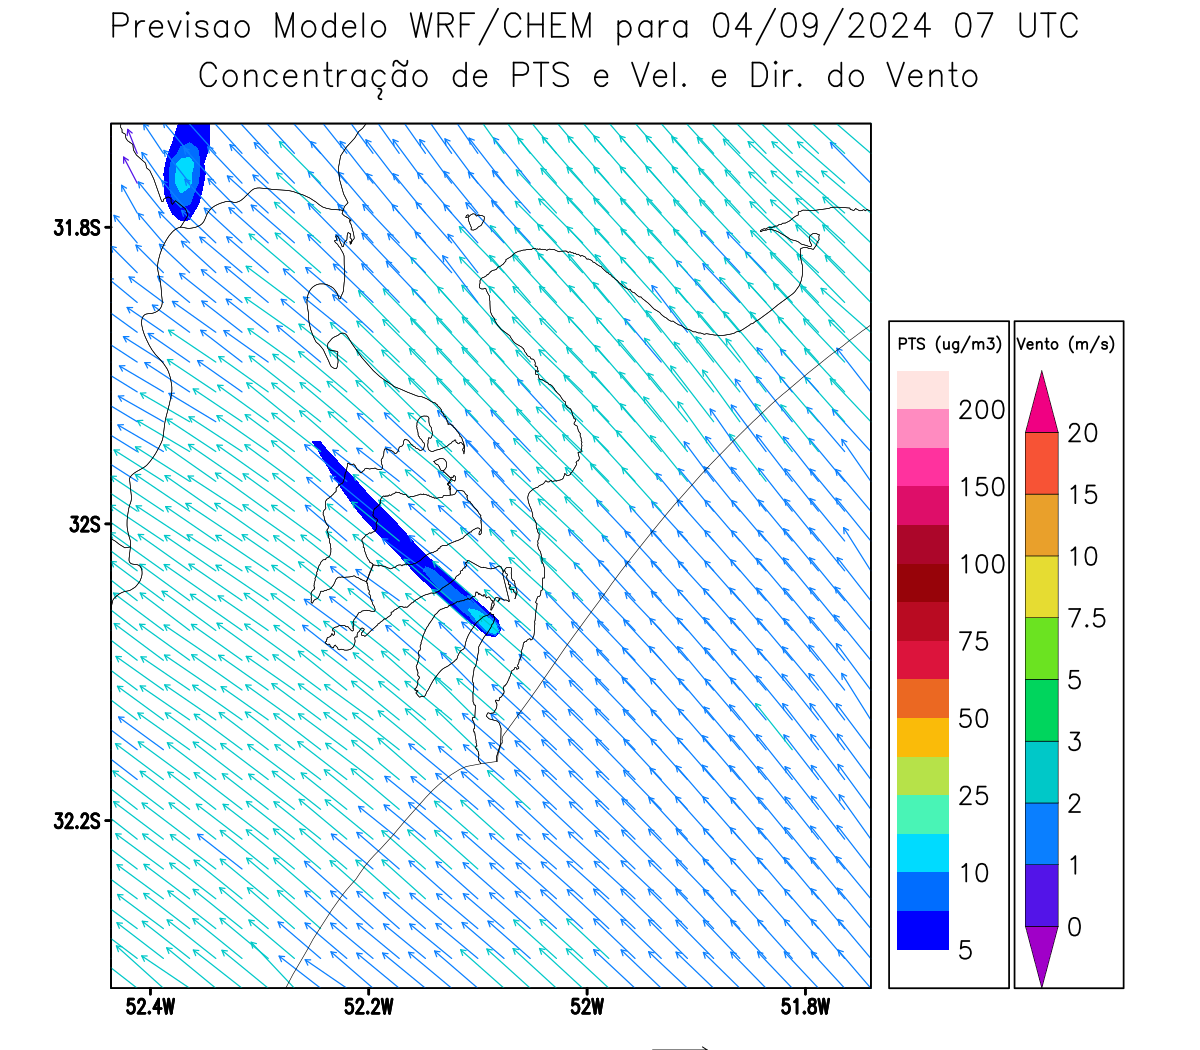 Previsao Modelo WRF/CHEM para 04/09/2024 07 UTC
Concentração de PTS e Vel. e Dir. do Vento
31.8S
32S
32.2S
52.4W
52.2W
52W
51.8W
PTS (ug/m3)
200
150
100
75
50
25
10
5
Vento (m/s)
20
15
10
7.5
5
3
2
1
0